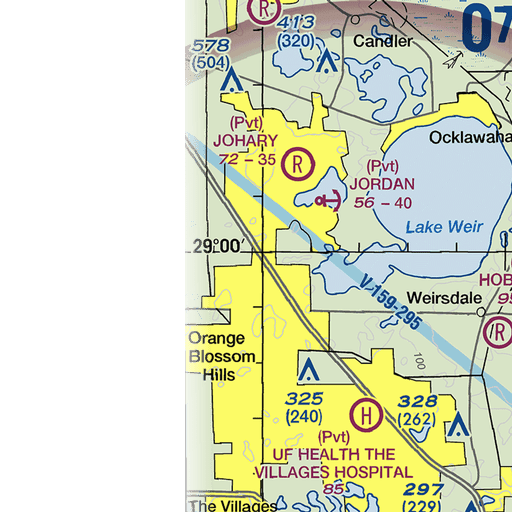 R
413
(320)
Candler
07
578
(504)
(Pvt)
JOHARY
72 – 35
R
Ocklawaha
(Pvt)
JORDAN
56 – 40
Lake Weir
29°00'
V 159-295
HOB
Weirsdale
R
Orange
Blossom
Hills
100
325
(240)
H
328
(262)
(Pvt)
UF HEALTH THE
VILLAGES HOSPITAL
85
297
(229)
The Villages